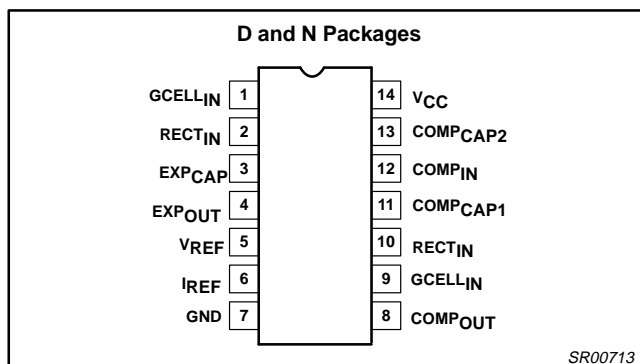 D and N Packages
GCELLIN 1
RECTIN 2
EXPCAP 3
EXPOUT 4
VREF 5
IREF 6
GND 7
14 VCC
13 COMPCAP2
12 COMPIN
11 COMPCAP1
10 RECTIN
9 GCELLIN
8 COMPOUT
SR00713